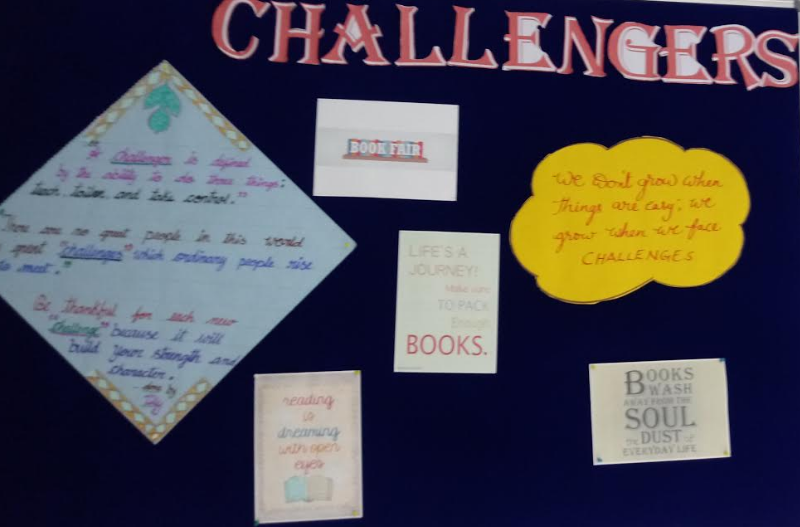 CHALLENGERS
"A Challenger is defined
by the ability to do three things:
and take control."
There are no great people in this world
great "challenges" which ordinary people rise
to meet."
Be thankful for each new
"challenge" because it will
build your strength and
character.
done by
BOOK FAIR
LIFE'S A
JOURNEY!
Make sure
TO PACK
Enough
BOOKS.
We Don't grow when
things are easy; we
grow when we face
CHALLENGES
reading
is
dreaming
with open
eyes
BOOKS
WASH
AWAY FROM THE
SOUL
the DUST of
EVERYDAY LIFE